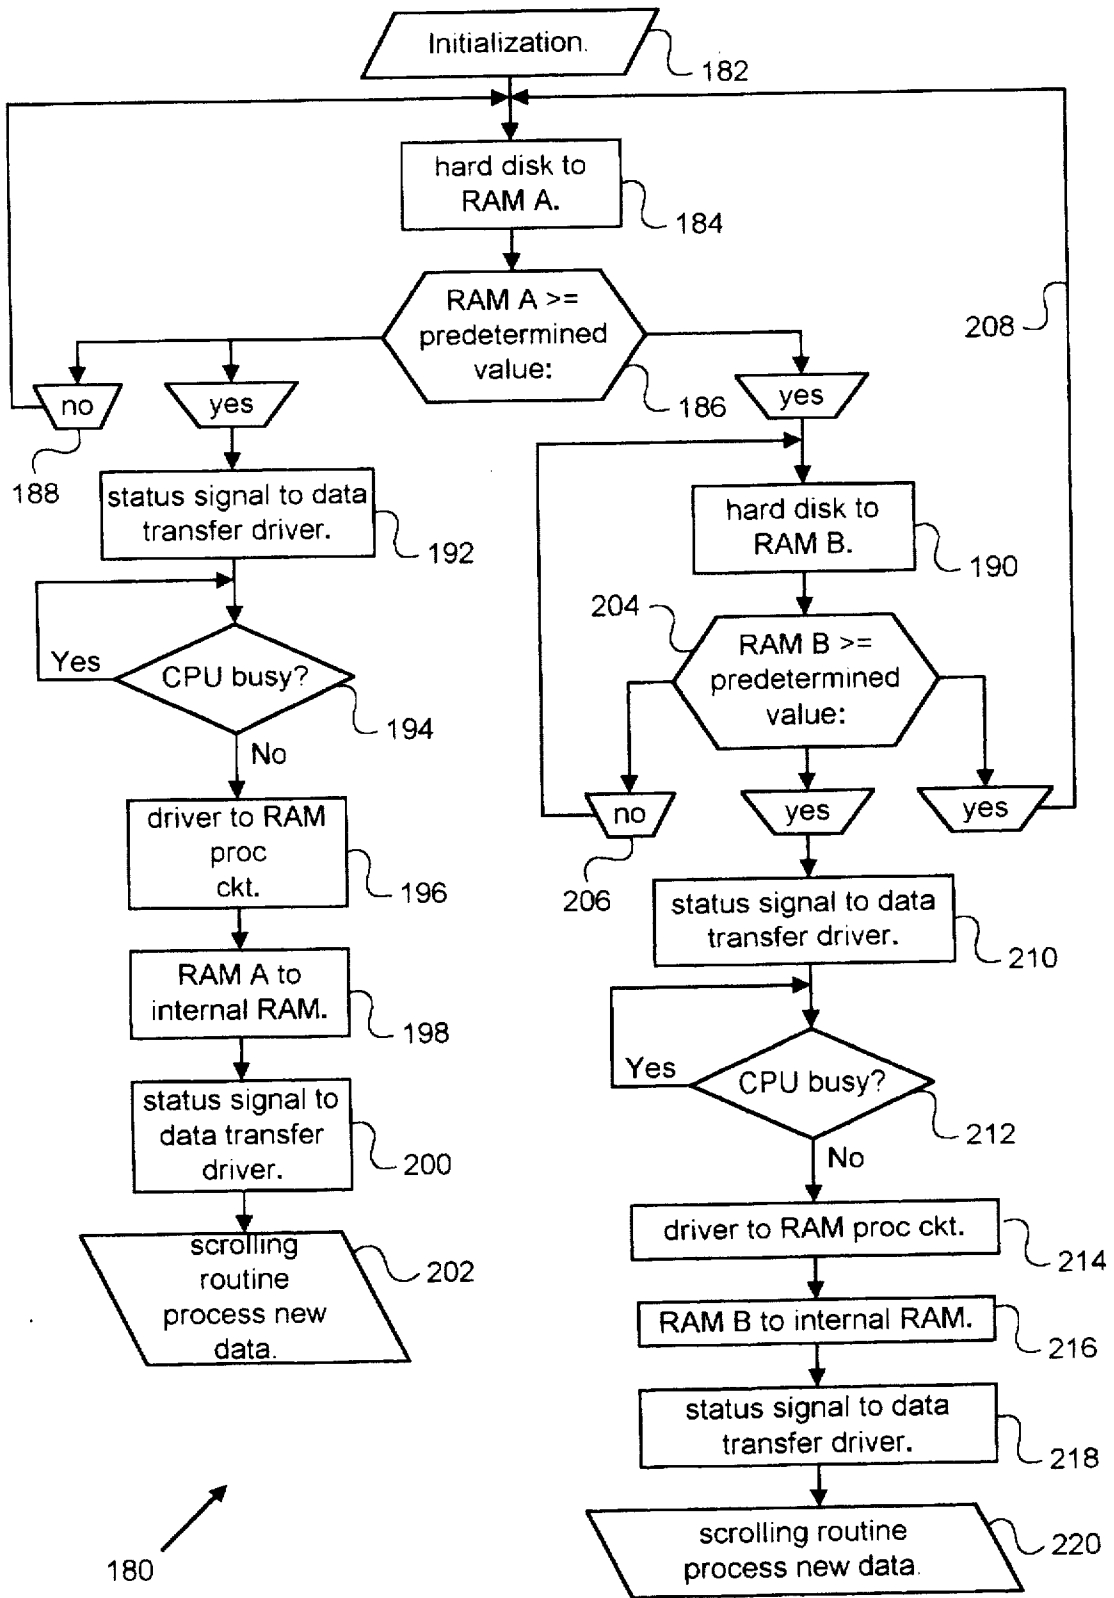 Initialization.
182
hard disk to
RAM A.
184
RAM A >=
predetermined
value:
186
208
no
yes
yes
188
status signal to data
transfer driver.
192
hard disk to
RAM B.
190
204
RAM B >=
predetermined
value:
Yes
CPU busy?
194
No
no
yes
yes
206
driver to RAM
proc
ckt.
196
status signal to data
transfer driver.
210
RAM A to
internal RAM.
198
Yes
CPU busy?
212
No
status signal to
data transfer
driver.
200
driver to RAM proc ckt.
214
scrolling
routine
process new
data.
202
RAM B to internal RAM.
216
status signal to data
transfer driver.
218
scrolling routine
process new data.
220
180